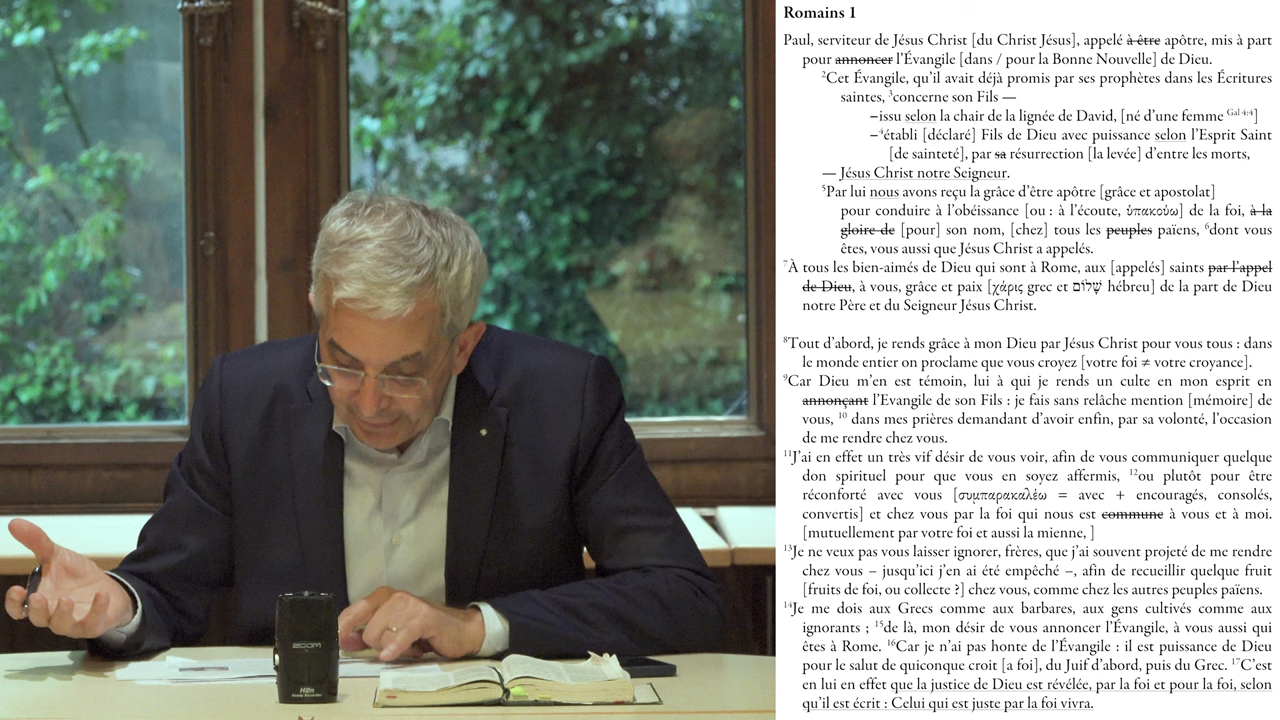 Romains 1
Paul, serviteur de Jésus Christ [du Christ Jésus], appelé à être apôtre, mis à part
pour annoncer l'Évangile [dans / pour la Bonne Nouvelle] de Dieu.
2Cet Évangile, qu'il avait déjà promis par ses prophètes dans les Écritures
saintes, 3concerne son Fils —
–issu selon la chair de la lignée de David, [né d'une femme Gal 4:4]
–4établi [déclaré] Fils de Dieu avec puissance selon l'Esprit Saint
[de sainteté], par sa résurrection [la levée] d'entre les morts,
— Jésus Christ notre Seigneur.
5Par lui nous avons reçu la grâce d'être apôtre [grâce et apostolat]
pour conduire à l'obéissance [ou : à l'écoute, ὑπακούω] de la foi, à la
gloire de [pour] son nom, [chez] tous les peuples païens, 6dont vous
êtes, vous aussi que Jésus Christ a appelés.
7À tous les bien-aimés de Dieu qui sont à Rome, aux [appelés] saints par l'appel
de Dieu, à vous, grâce et paix [χάρις grec et שָׁלוֹם hébreu] de la part de Dieu
notre Père et du Seigneur Jésus Christ.
8Tout d'abord, je rends grâce à mon Dieu par Jésus Christ pour vous tous : dans
le monde entier on proclame que vous croyez [votre foi ≠ votre croyance].
9Car Dieu m'en est témoin, lui à qui je rends un culte en mon esprit en
annonçant l'Evangile de son Fils : je fais sans relâche mention [mémoire] de
vous, 10 dans mes prières demandant d'avoir enfin, par sa volonté, l'occasion
de me rendre chez vous.
11J'ai en effet un très vif désir de vous voir, afin de vous communiquer quelque
don spirituel pour que vous en soyez affermis, 12ou plutôt pour être
réconforté avec vous [συμπαρακαλέω = avec + encouragés, consolés,
convertis] et chez vous par la foi qui nous est commune à vous et à moi.
[mutuellement par votre foi et aussi la mienne, ]
13Je ne veux pas vous laisser ignorer, frères, que j'ai souvent projeté de me rendre
chez vous – jusqu'ici j'en ai été empêché –, afin de recueillir quelque fruit
[fruits de foi, ou collecte ?] chez vous, comme chez les autres peuples païens.
14Je me dois aux Grecs comme aux barbares, aux gens cultivés comme aux
ignorants ; 15de là, mon désir de vous annoncer l'Évangile, à vous aussi qui
êtes à Rome. 16Car je n'ai pas honte de l'Évangile : il est puissance de Dieu
pour le salut de quiconque croit [a foi], du Juif d'abord, puis du Grec. 17C'est
en lui en effet que la justice de Dieu est révélée, par la foi et pour la foi, selon
qu'il est écrit : Celui qui est juste par la foi vivra.
ZOOM
H2n